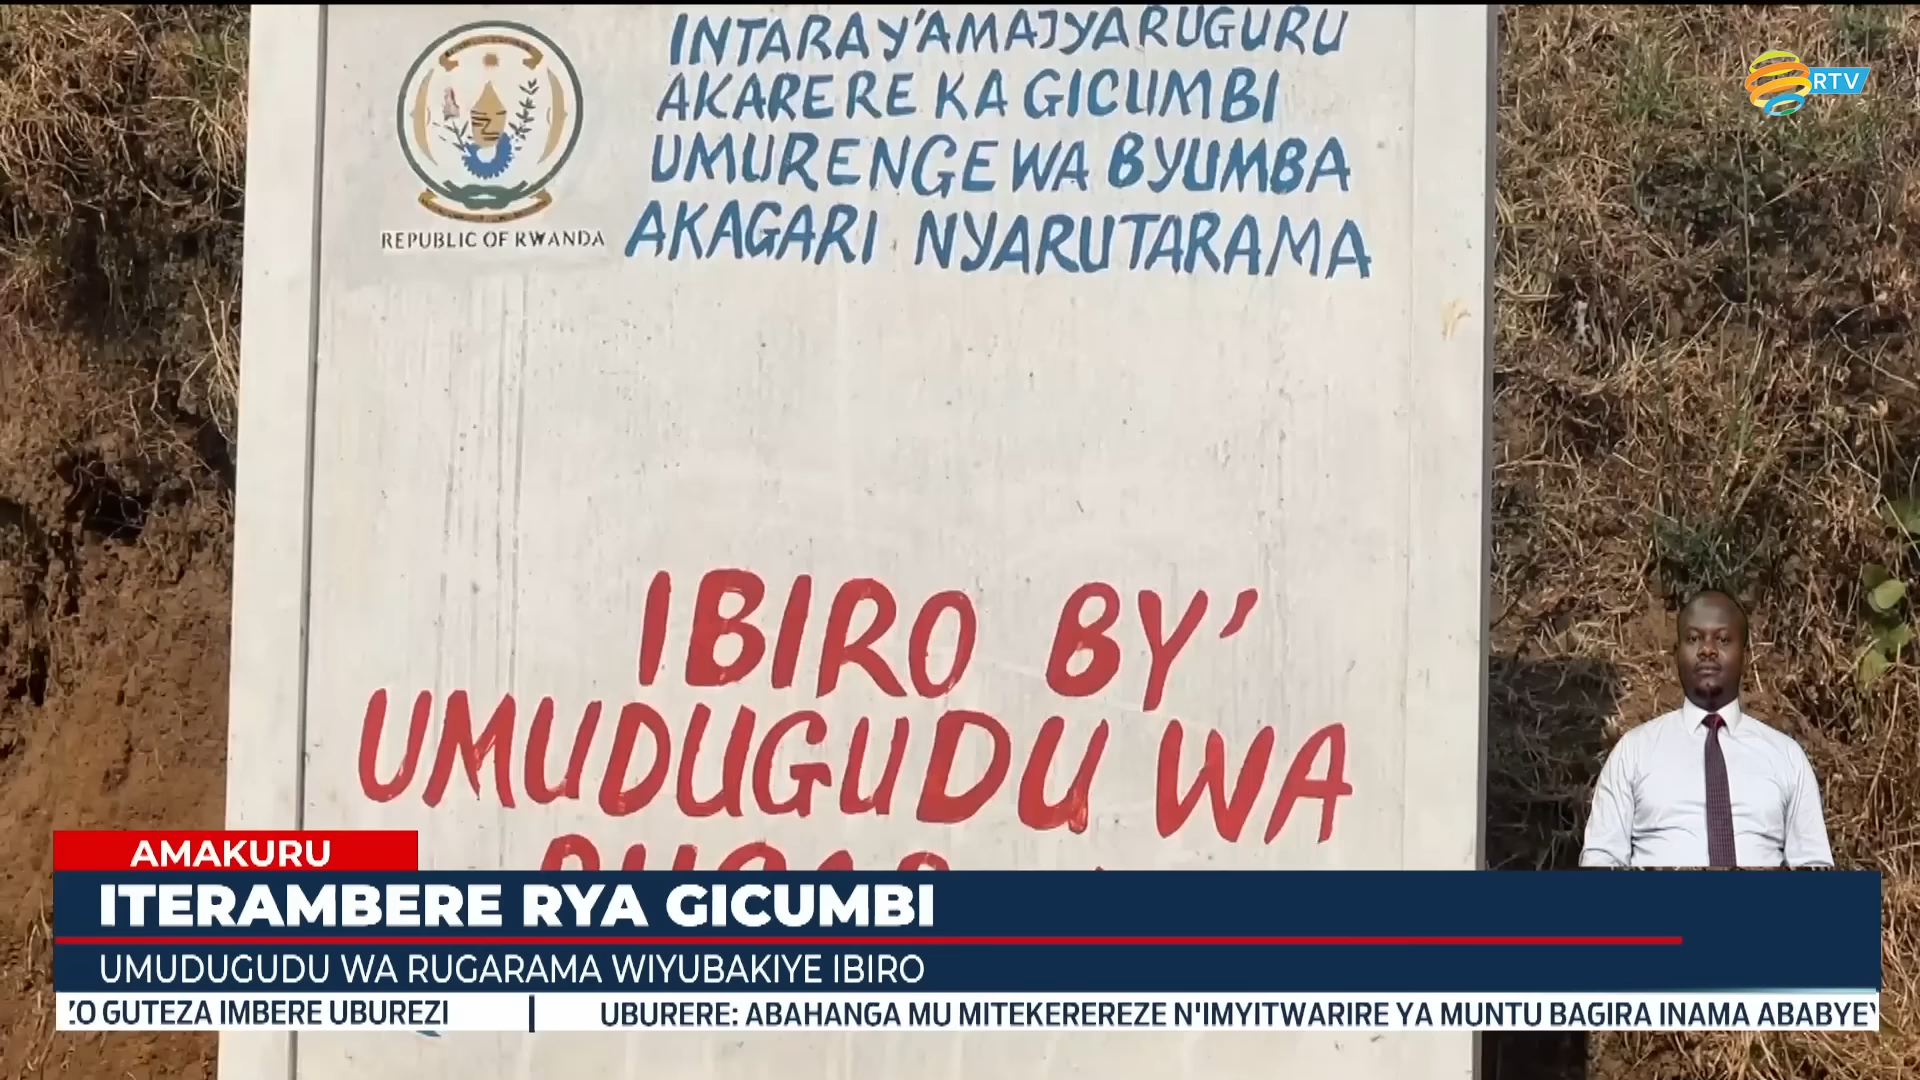 INTARA Y'AMAJYARUGURU
AKARERE KA GICUMBI
UMURENGE WA BYUMBA
AKAGARI NYARUTARAMA
REPUBLIC OF RWANDA
RTV
IBIRO BY'
UMUDUGUDU WA
AMAKURU
ITERAMBERE RYA GICUMBI
UMUDUGUDU WA RUGARAMA WIYUBAKIYE IBIRO
GUTEZA IMBERE UBUREZI | UBURERE: ABAHANGA MU MITEKEREREZE N'IMYITWARIRE YA MUNTU BAGIRA INAMA